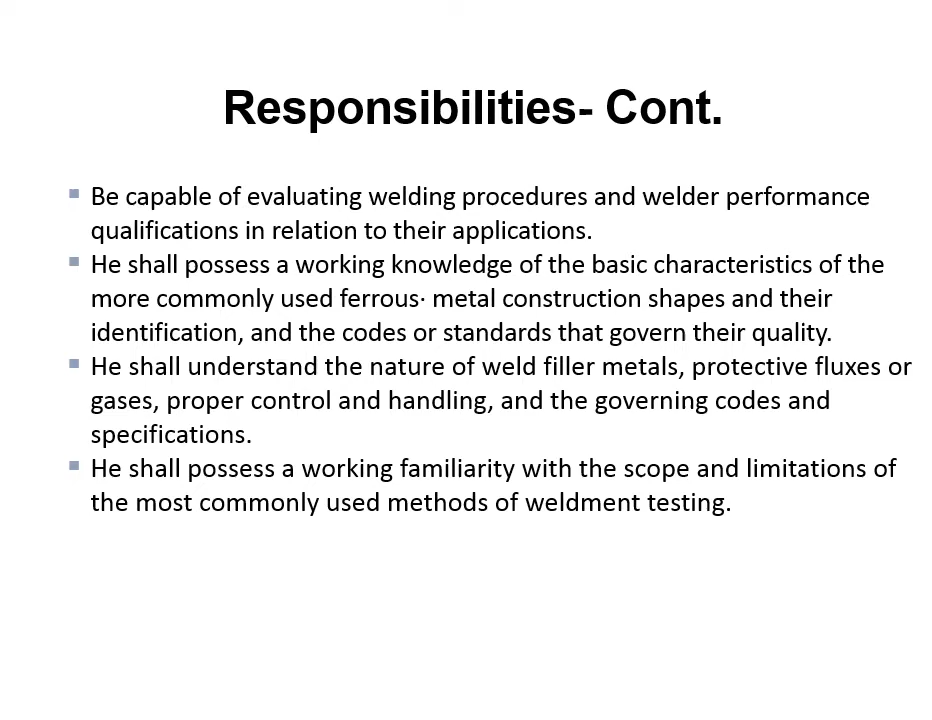 Responsibilities- Cont.
▪ Be capable of evaluating welding procedures and welder performance
qualifications in relation to their applications.
▪ He shall possess a working knowledge of the basic characteristics of the
more commonly used ferrous· metal construction shapes and their
identification, and the codes or standards that govern their quality.
▪ He shall understand the nature of weld filler metals, protective fluxes or
gases, proper control and handling, and the governing codes and
specifications.
▪ He shall possess a working familiarity with the scope and limitations of
the most commonly used methods of weldment testing.